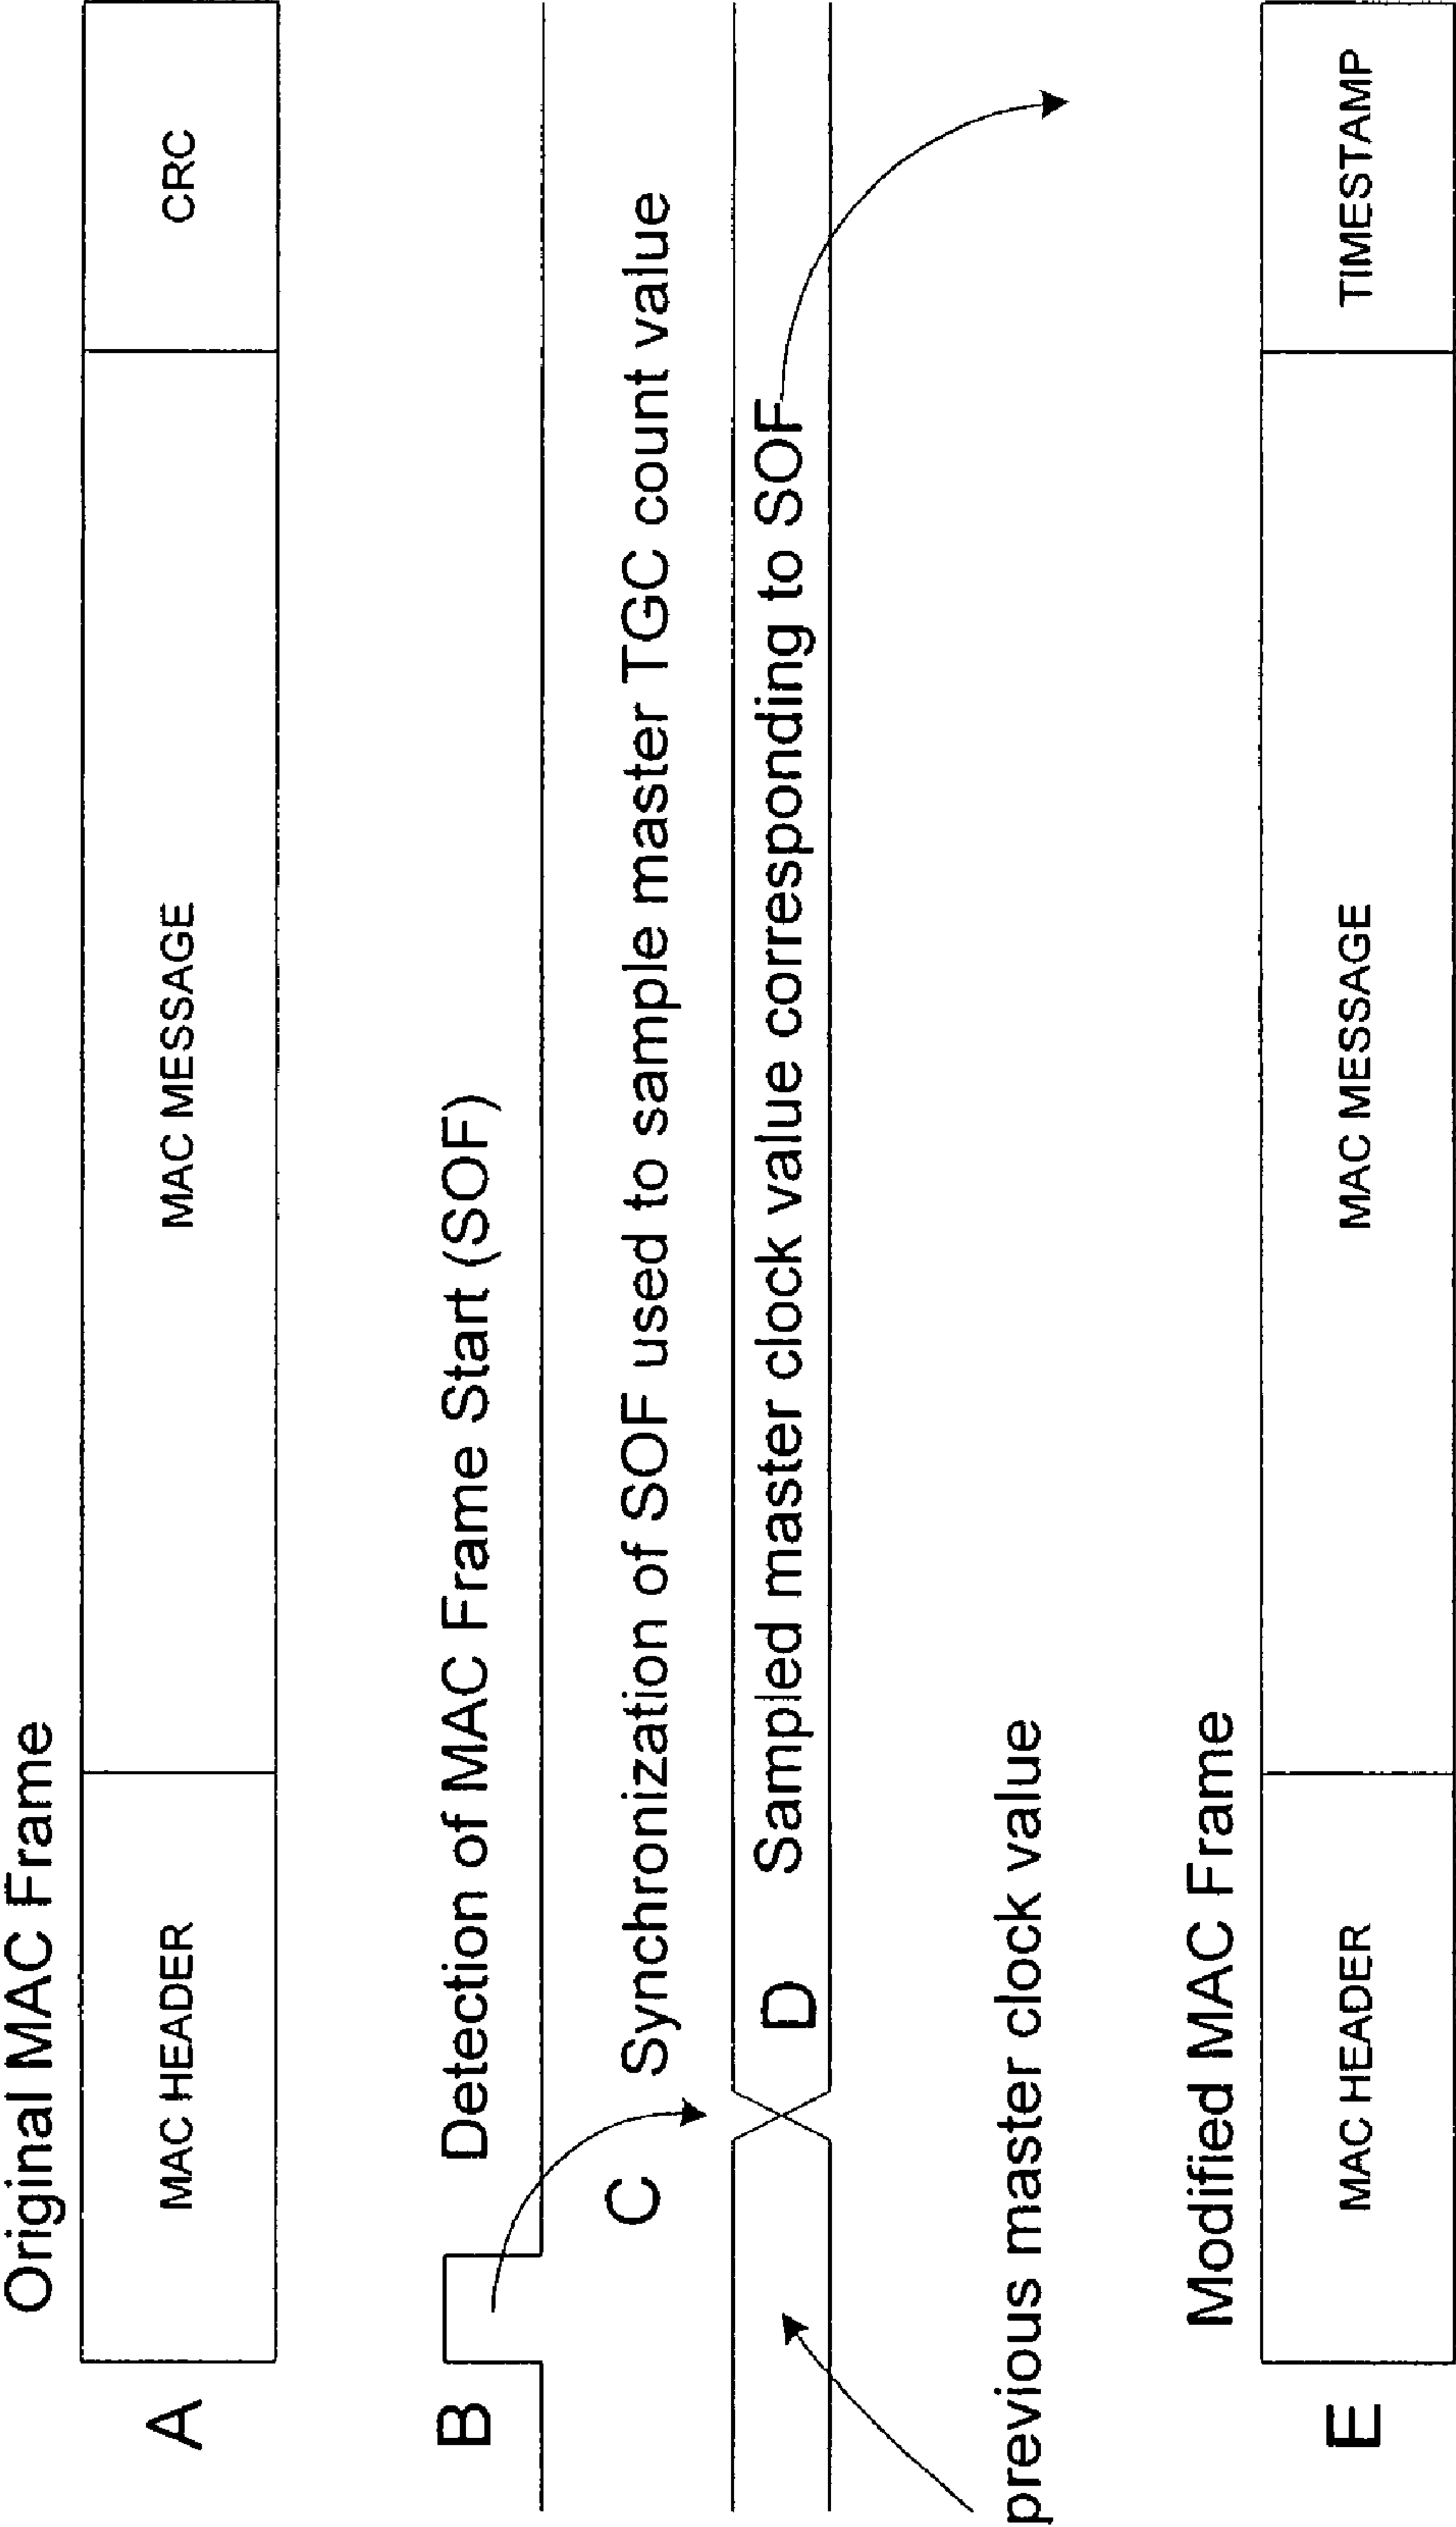 Original MAC Frame
A
MAC HEADER
MAC MESSAGE
CRC
B
Detection of MAC Frame Start (SOF)
C
Synchronization of SOF used to sample master TGC count value
D
Sampled master clock value corresponding to SOF
previous master clock value
Modified MAC Frame
E
MAC HEADER
MAC MESSAGE
TIMESTAMP